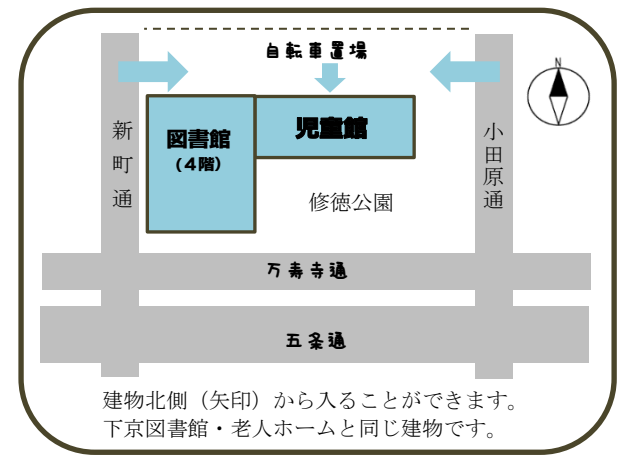 自転車置場
N
新町通
図書館
(4階)
児童館
小田原通
修徳公園
万寿寺通
五条通
建物北側（矢印）から入ることができます。
下京図書館・老人ホームと同じ建物です。